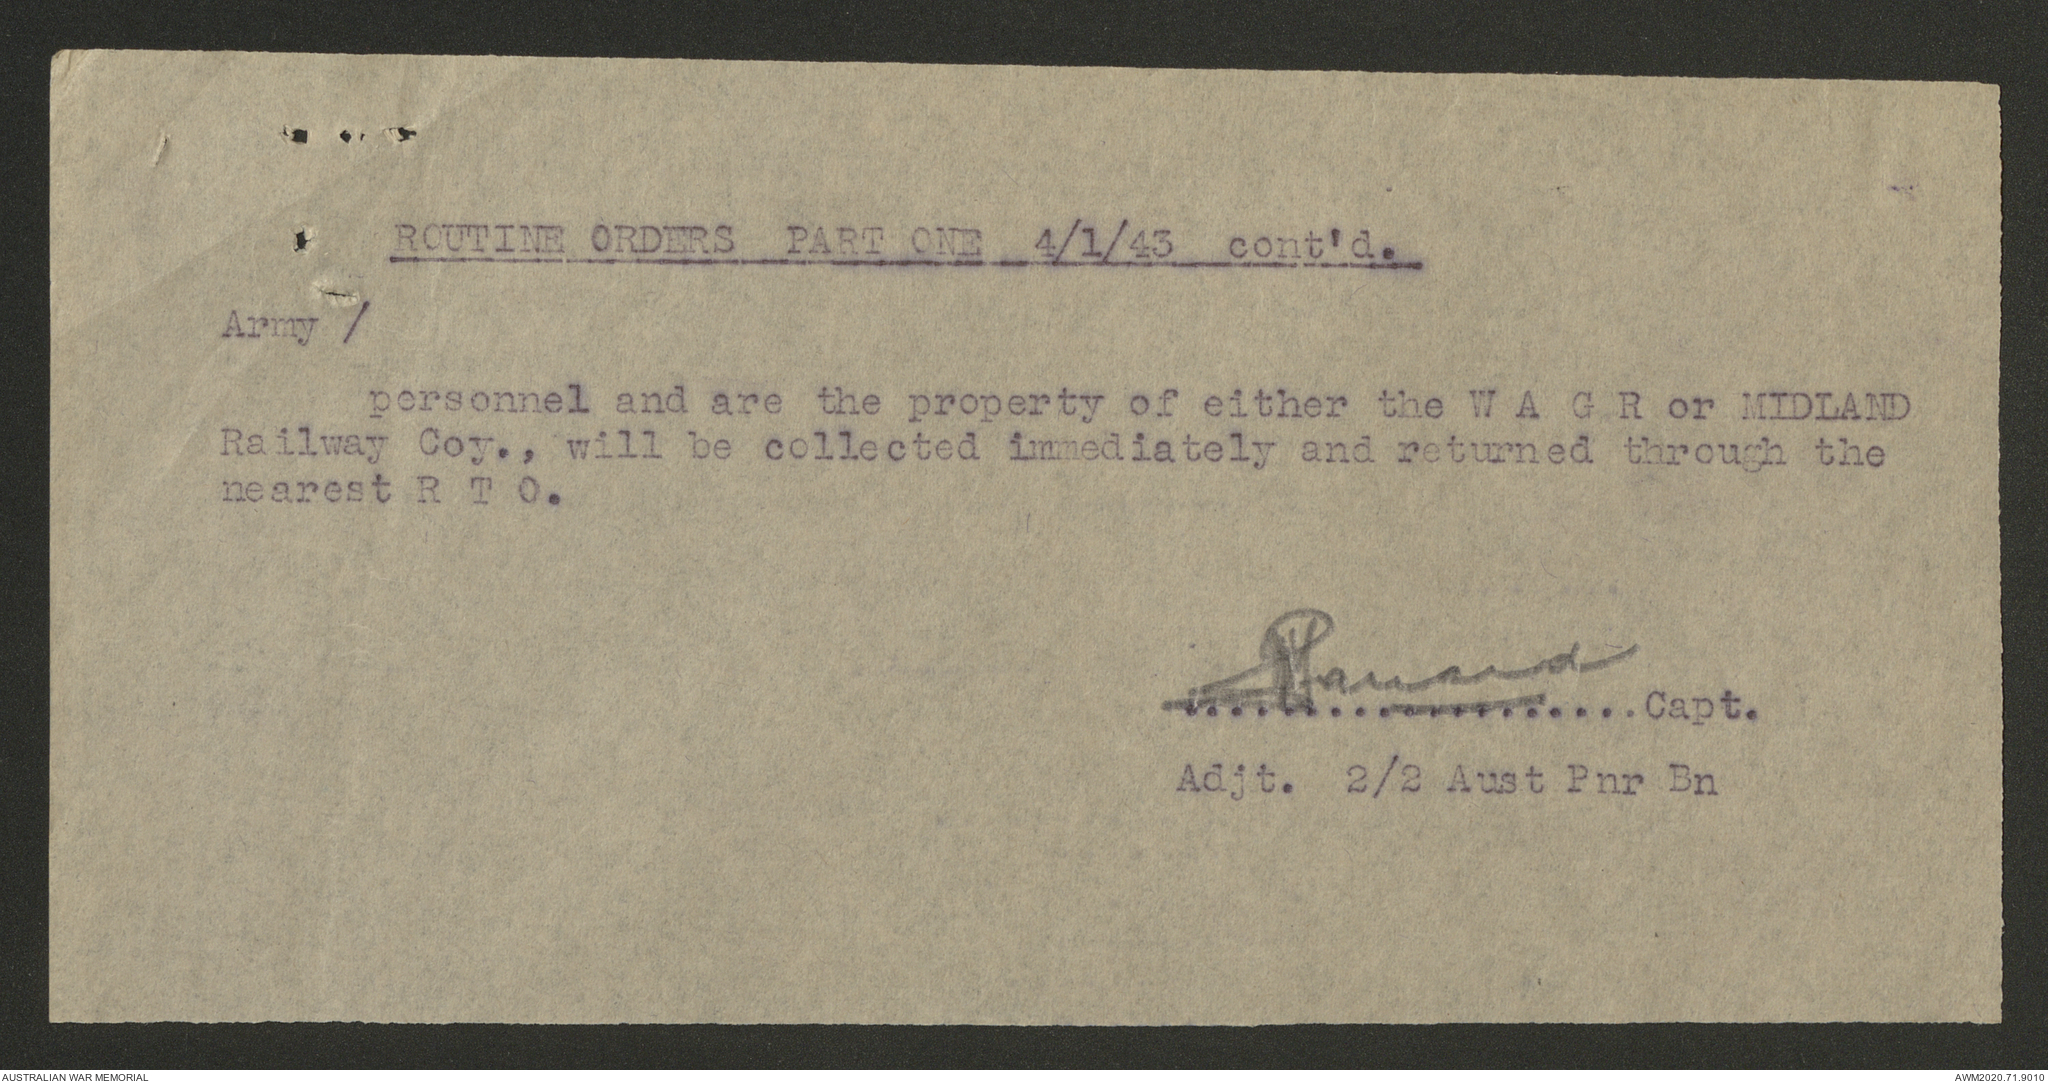 ROUTINE ORDERS PART ONE 4/1/43 cont'd.
Army /
personnel and are the property of either the W A G R or MIDLAND
Railway Coy., will be collected immediately and returned through the
nearest R T O.
....................Capt.
Adjt. 2/2 Aust Pnr Bn
AUSTRALIAN WAR MEMORIAL
AWM2020.71.9010